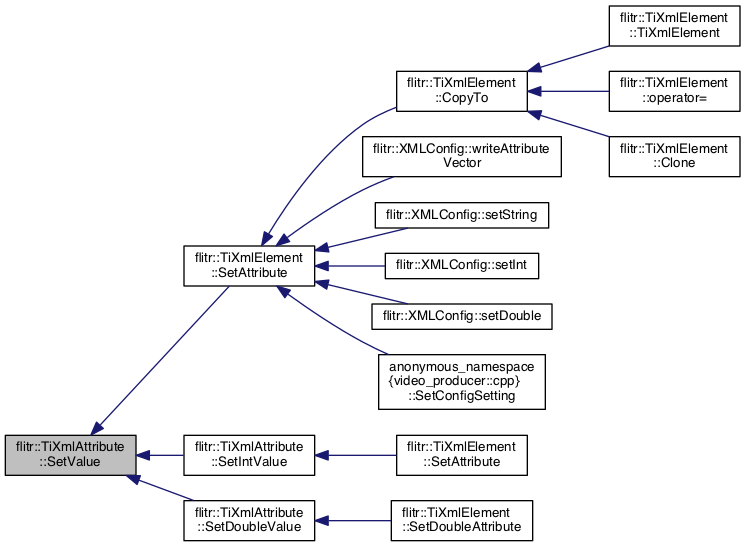 flitr::TiXmlElement
::TiXmlElement
flitr::TiXmlElement
::CopyTo
flitr::TiXmlElement
::operator=
flitr::XMLConfig::writeAttribute
Vector
flitr::TiXmlElement
::Clone
flitr::XMLConfig::setString
flitr::TiXmlElement
::SetAttribute
flitr::XMLConfig::setInt
flitr::XMLConfig::setDouble
anonymous_namespace
{video_producer::cpp}
::SetConfigSetting
flitr::TiXmlAttribute
::SetValue
flitr::TiXmlAttribute
::SetIntValue
flitr::TiXmlElement
::SetAttribute
flitr::TiXmlAttribute
::SetDoubleValue
flitr::TiXmlElement
::SetDoubleAttribute